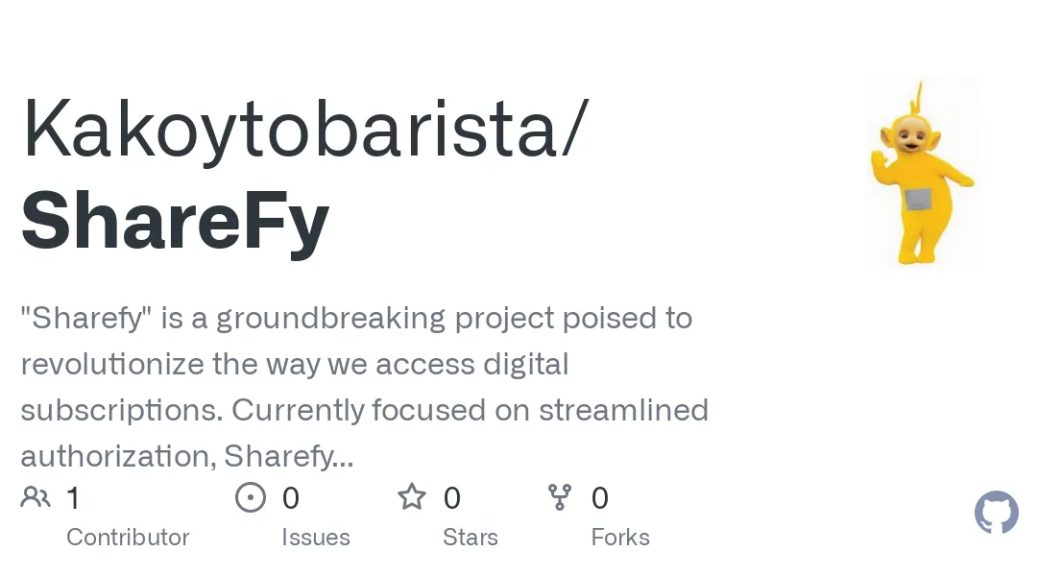 Kakoytobarista/
ShareFy
"Sharefy" is a groundbreaking project poised to
revolutionize the way we access digital
subscriptions. Currently focused on streamlined
authorization, Sharefy...
1 0 0 0
Contributor Issues Stars Forks